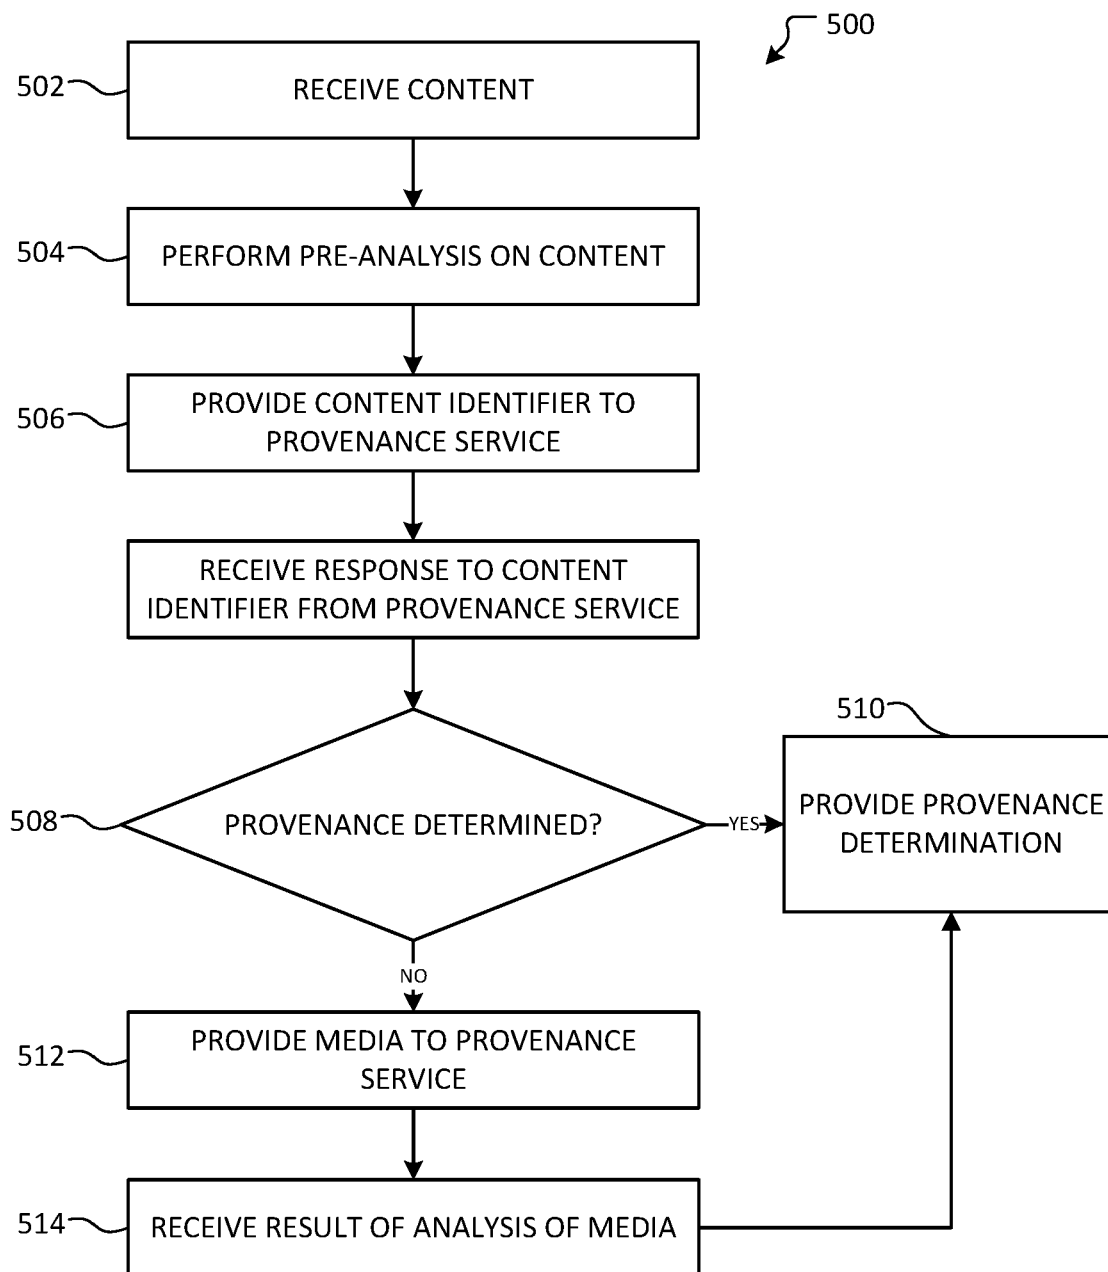 500
502
RECEIVE CONTENT
504
PERFORM PRE-ANALYSIS ON CONTENT
506
PROVIDE CONTENT IDENTIFIER TO
PROVENANCE SERVICE
RECEIVE RESPONSE TO CONTENT
IDENTIFIER FROM PROVENANCE SERVICE
508
PROVENANCE DETERMINED?
YES
510
PROVIDE PROVENANCE
DETERMINATION
NO
512
PROVIDE MEDIA TO PROVENANCE
SERVICE
514
RECEIVE RESULT OF ANALYSIS OF MEDIA